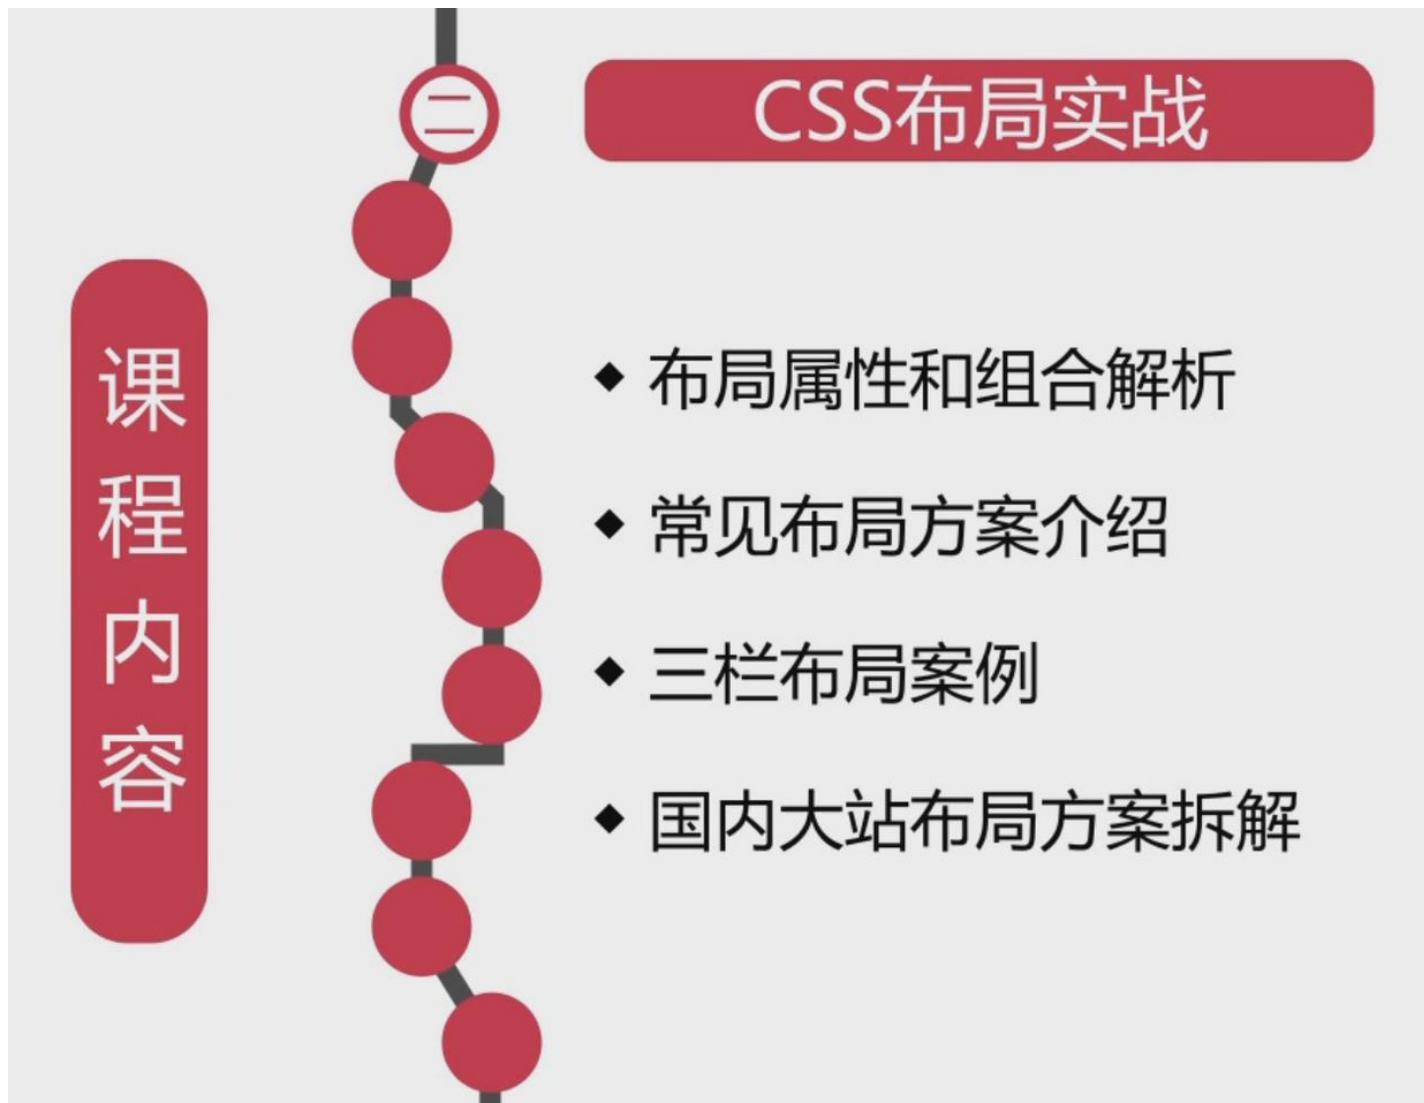 二
CSS布局实战
课程内容
布局属性和组合解析
常见布局方案介绍
三栏布局案例
国内大站布局方案拆解